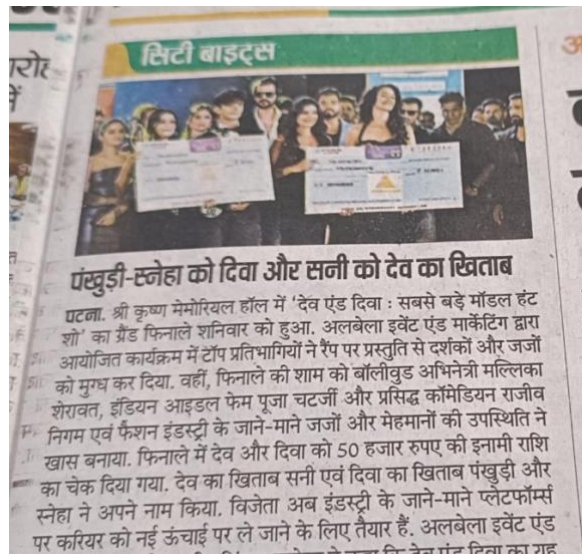 सिटी बाइट्स
पंखुड़ी-स्नेहा को दिवा और सनी को देव का खिताब
पटना. श्री कृष्ण मेमोरियल हॉल में 'देव एंड दिवा : सबसे बड़े मॉडल हंट
शो' का ग्रैंड फिनाले शनिवार को हुआ. अलबेला इवेंट एंड मार्केटिंग द्वारा
आयोजित कार्यक्रम में टॉप प्रतिभागियों ने रैंप पर प्रस्तुति से दर्शकों और जजों
को मुग्ध कर दिया. वहीं, फिनाले की शाम को बॉलीवुड अभिनेत्री मल्लिका
शेरावत, इंडियन आइडल फेम पूजा चटर्जी और प्रसिद्ध कॉमेडियन राजीव
निगम एवं फैशन इंडस्ट्री के जाने-माने जजों और मेहमानों की उपस्थिति ने
खास बनाया. फिनाले में देव और दिवा को 50 हजार रुपए की इनामी राशि
का चेक दिया गया. देव का खिताब सनी एवं दिवा का खिताब पंखुड़ी और
स्नेहा ने अपने नाम किया. विजेता अब इंडस्ट्री के जाने-माने प्लेटफॉर्म्स
पर करियर को नई ऊंचाई पर ले जाने के लिए तैयार हैं. अलबेला इवेंट एंड